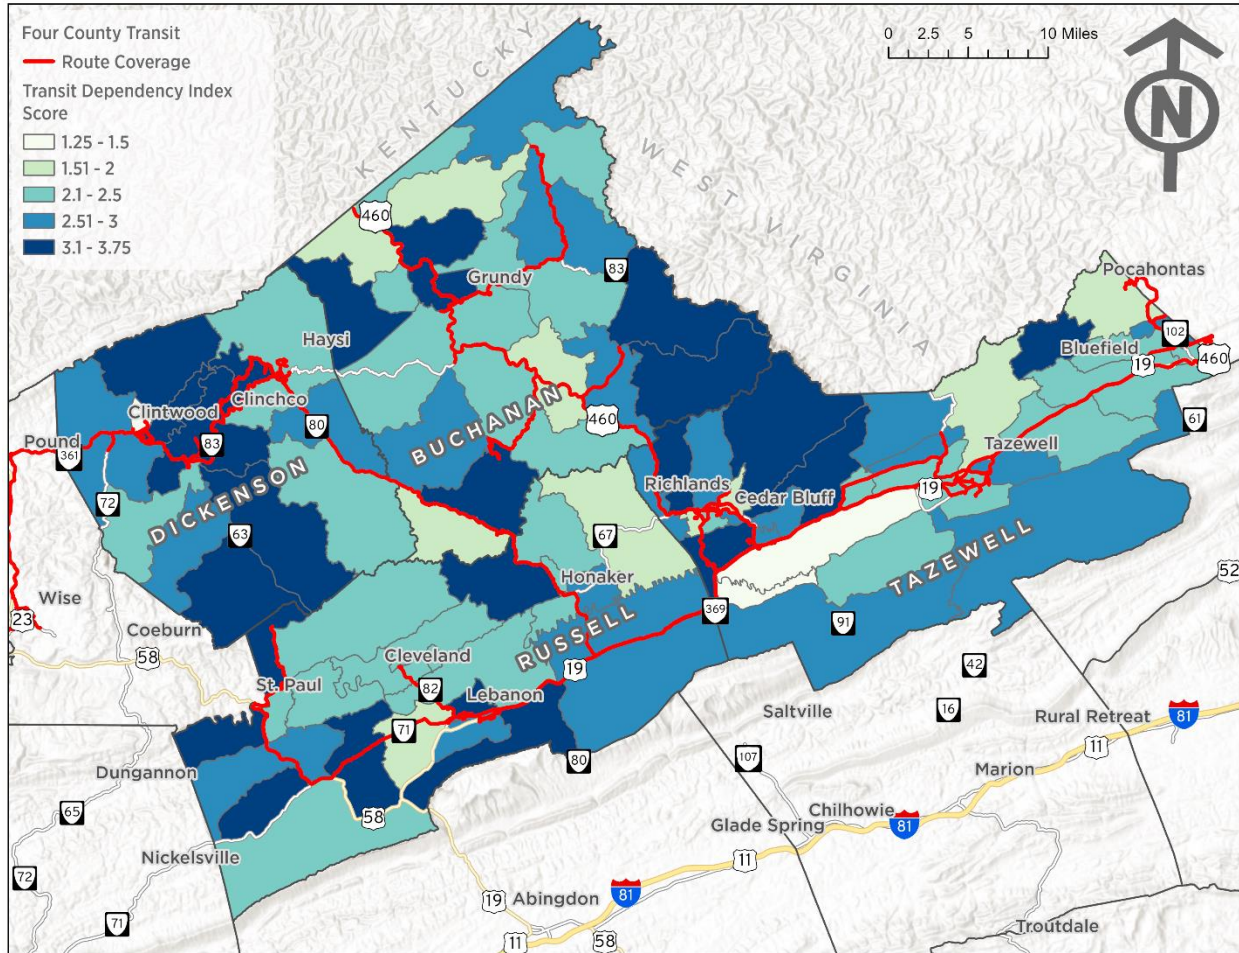 Four County Transit
Route Coverage
Transit Dependency Index
Score
1.25 - 1.5
1.51 - 2
2.1 - 2.5
2.51 - 3
3.1 - 3.75
0 2.5 5 10 Miles
N
KENTUCKY
WEST VIRGINIA
460
Grundy
83
Pocahontas
102
Haysi
Bluefield
19
460
Clintwood
Clinchco
80
BUCHANAN
460
61
Pound
361
83
Tazewell
72
DICKENSON
Richlands
Cedar Bluff
19
63
67
TAZEWELL
Honaker
52
Wise
23
Coeburn
58
369
91
RUSSELL
Cleveland
19
42
St. Paul
82
Lebanon
16
71
Saltville
Rural Retreat
81
11
Dungannon
80
107
Marion
65
58
Chilhowie
Glade Spring
81
Nickelsville
11
72
71
19
Abingdon
81
11
58
Troutdale